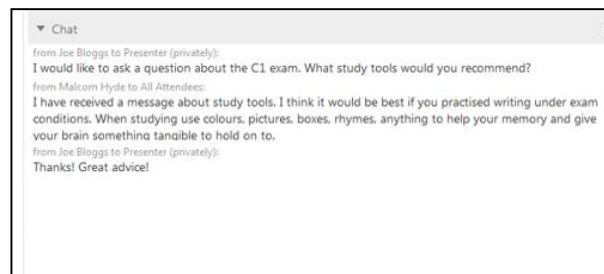 Chat
from Joe Bloggs to Presenter (privately):
I would like to ask a question about the C1 exam. What study tools would you recommend?
from Malcorn Hyde to All Attendees:
I have received a message about study tools. I think it would be best if you practised writing under exam
conditions. When studying use colours, pictures, boxes, rhymes, anything to help your memory and give
your brain something tangible to hold on to.
from Joe Bloggs to Presenter (privately):
Thanks! Great advice!